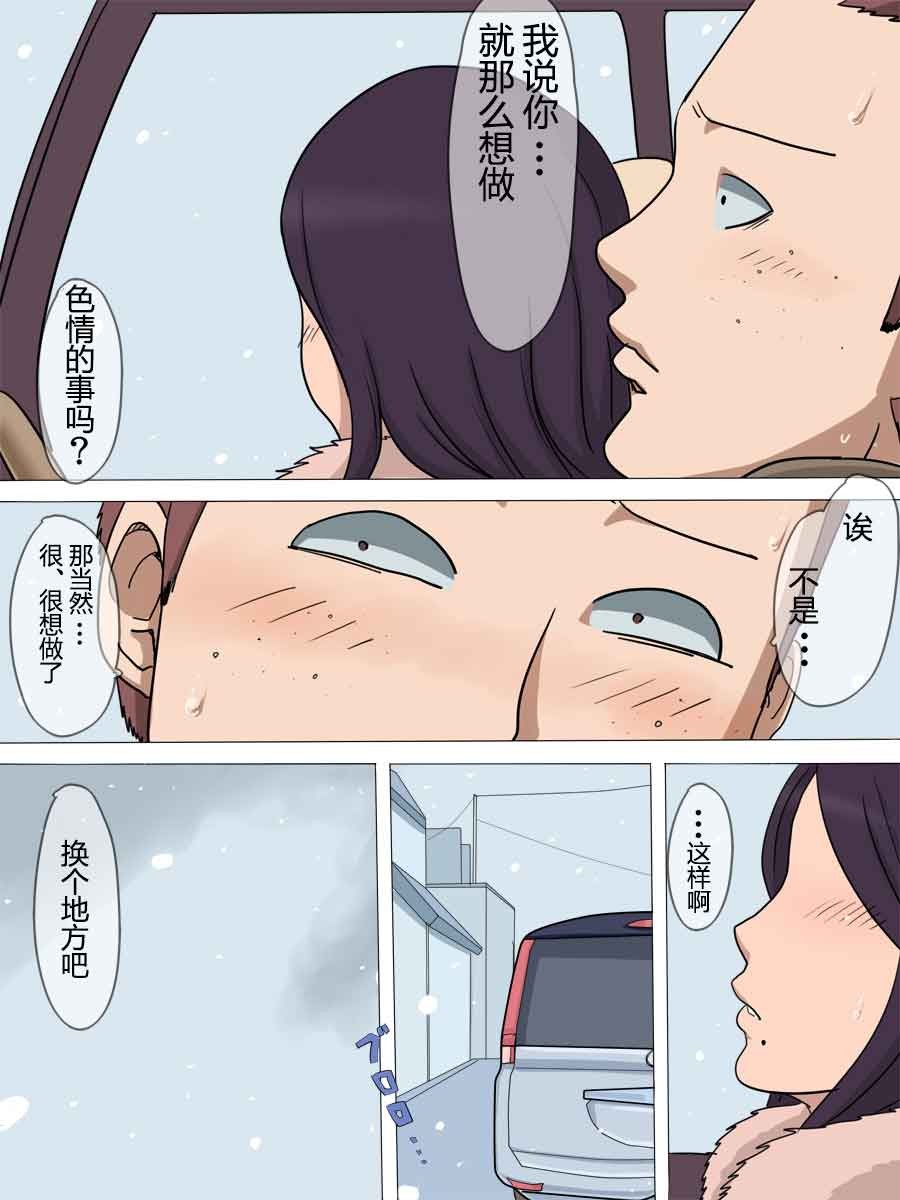 我说你…
就那么想做
色情的事吗？
诶
不是…
那当然…
很、很想做了
…这样啊
ベロロ…
换个地方吧